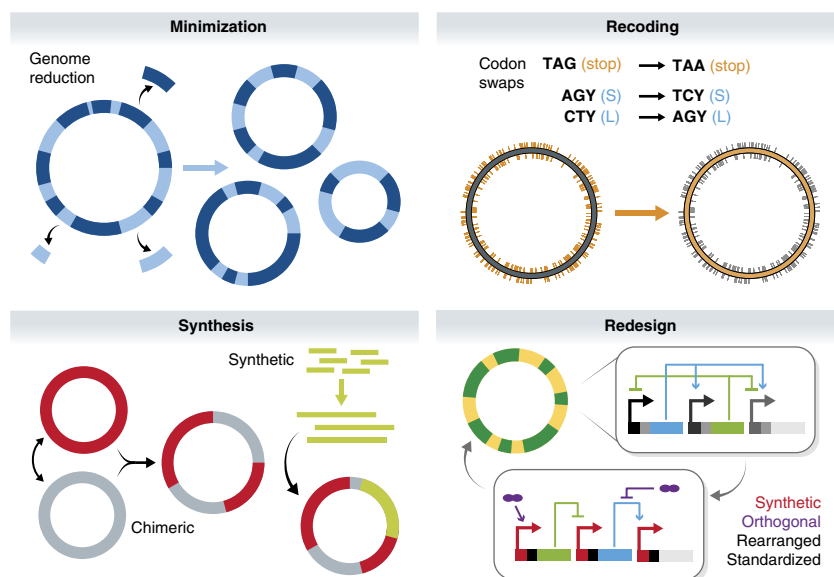 Minimization
Genome
reduction
Recoding
Codon
swaps
TAG (stop) TAA (stop)
AGY (S) TCY (S)
CTY (L) AGY (L)
Synthesis
Synthetic
Chimeric
Redesign
Synthetic
Orthogonal
Rearranged
Standardized